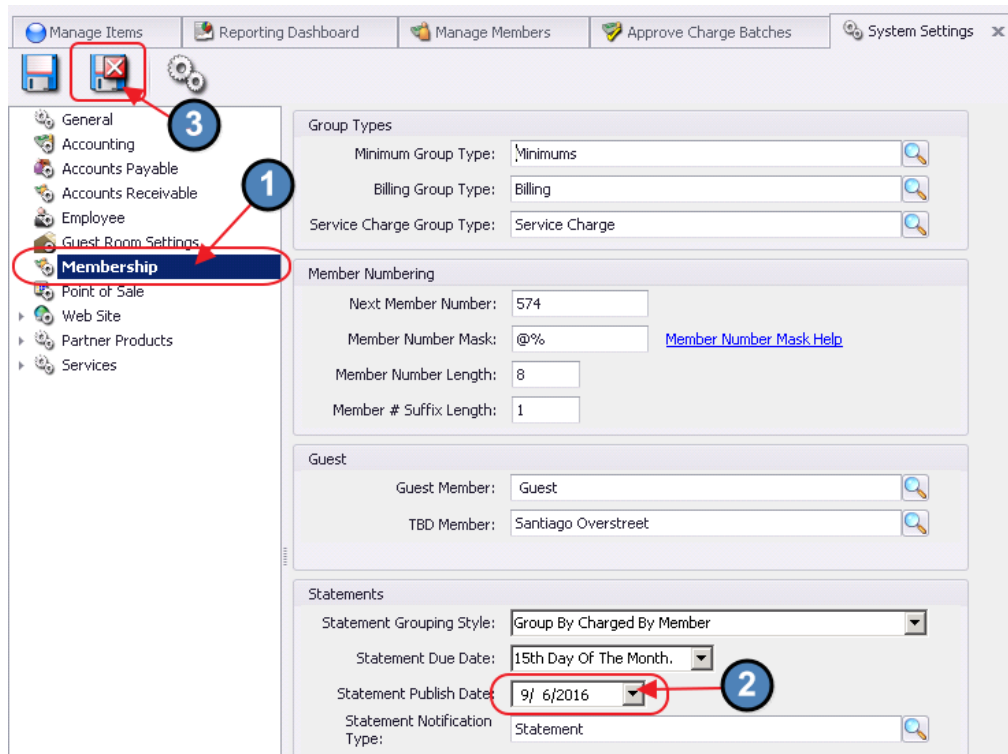 Manage Items Reporting Dashboard Manage Members Approve Charge Batches System Settings x
3
General
Accounting
Accounts Payable
1
Accounts Receivable
Employee
Guest Room Settings
Membership
Point of Sale
Web Site
Partner Products
Services
Group Types
Minimum Group Type: Minimums
Billing Group Type: Billing
Service Charge Group Type: Service Charge
Member Numbering
Next Member Number: 574
Member Number Mask: @% Member Number Mask Help
Member Number Length: 8
Member # Suffix Length: 1
Guest
Guest Member: Guest
TBD Member: Santiago Overstreet
Statements
Statement Grouping Style: Group By Charged By Member
Statement Due Date: 15th Day Of The Month.
Statement Publish Date: 9/ 6/2016
2
Statement Notification
Type: Statement